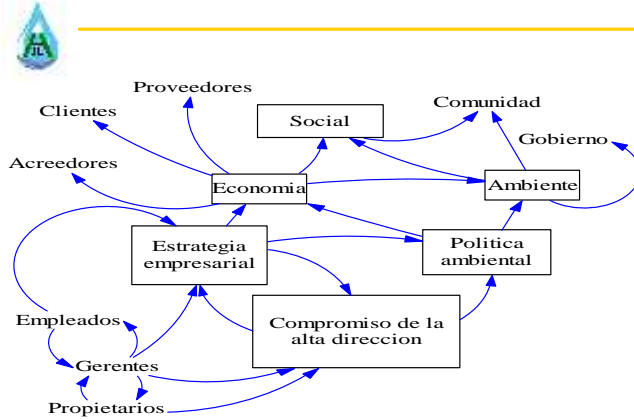 HJL
Proveedores
Clientes
Comunidad
Social
Gobierno
Acreedores
Economia
Ambiente
Estrategia
empresarial
Politica
ambiental
Empleados
Compromiso de la
alta direccion
Gerentes
Propietarios